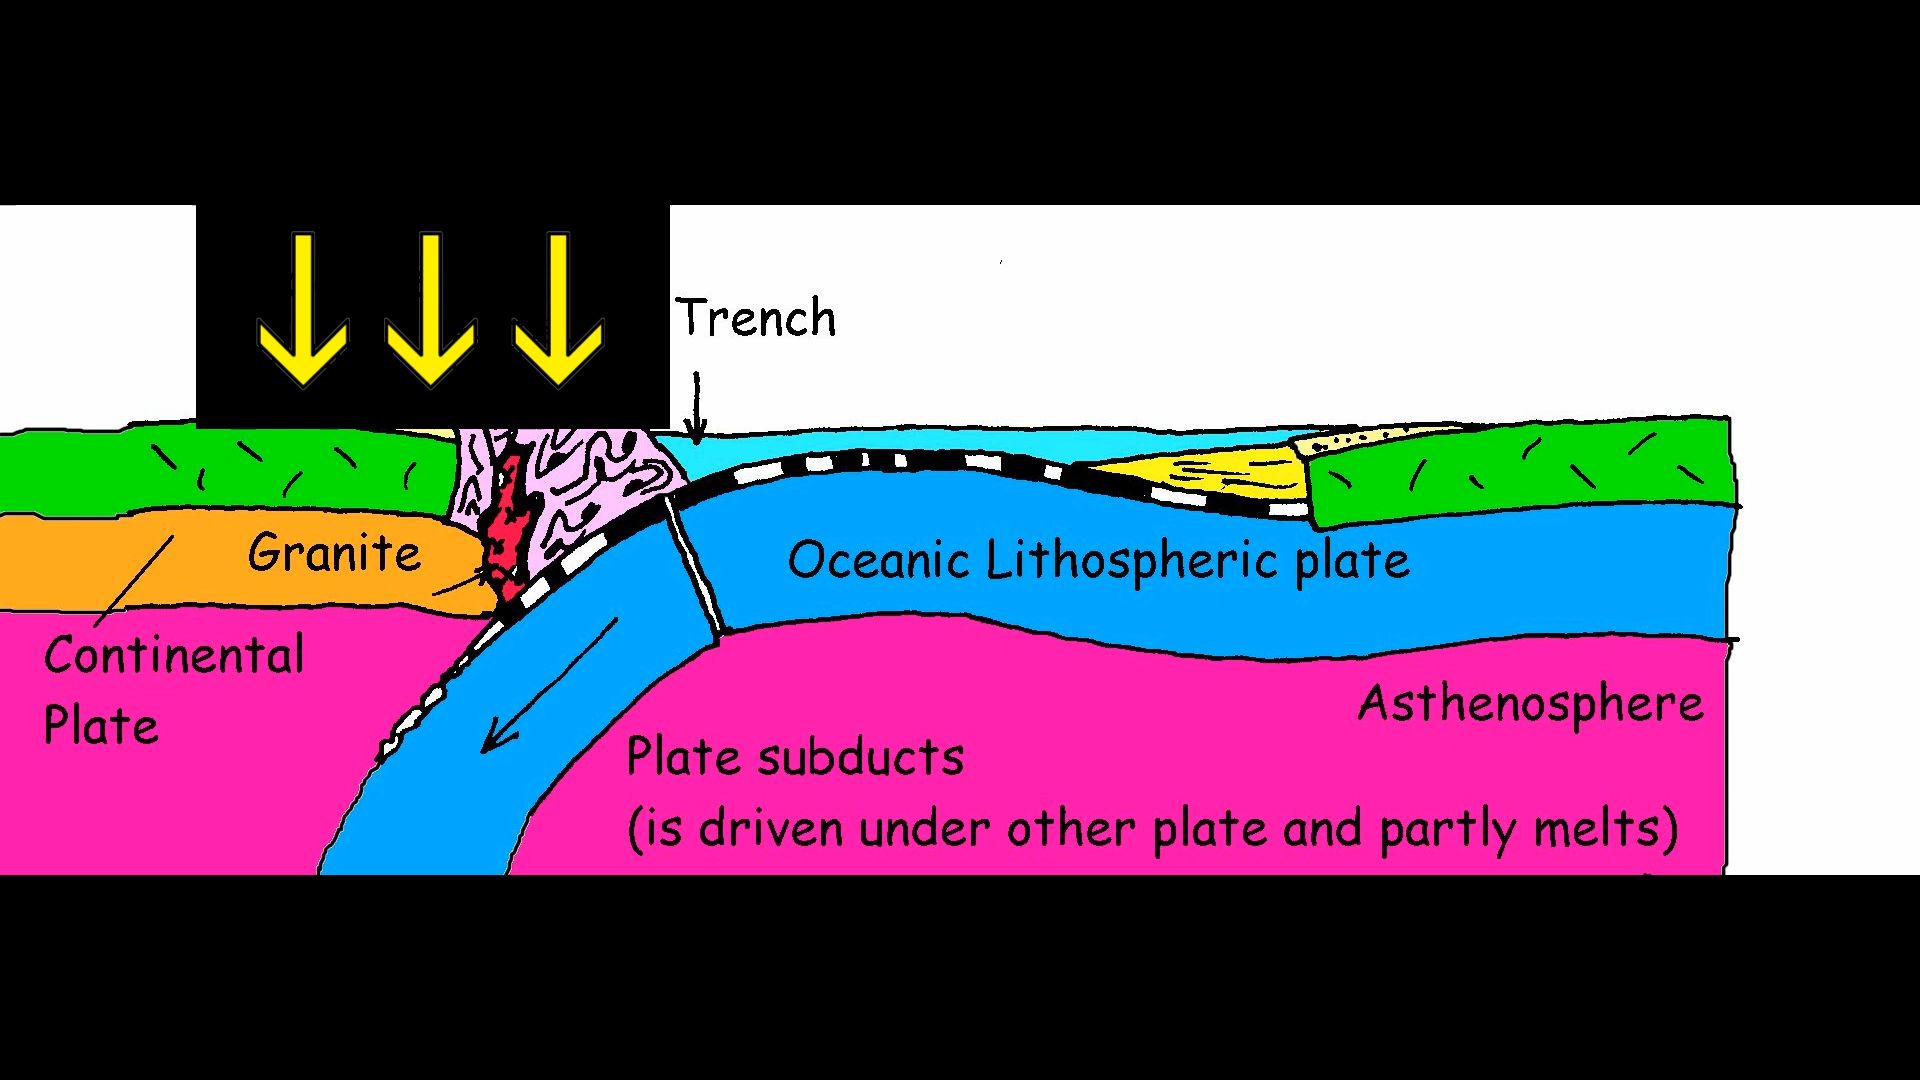 Trench
Granite
Oceanic Lithospheric plate
Continental
Plate
Asthenosphere
Plate subducts
(is driven under other plate and partly melts)